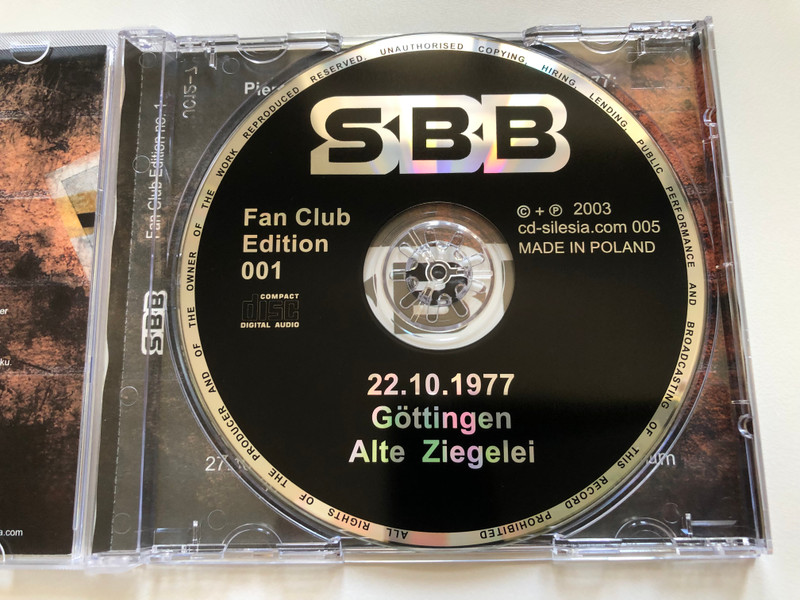 SBB
Fan Club
Edition
001
COMPACT
disc
DIGITAL AUDIO
© + ℗ 2003
cd-silesia.com 005
MADE IN POLAND
22.10.1977
Göttingen
Alte Ziegelei
ALL RIGHTS OF THE PRODUCER AND OF THE OWNER OF THE WORK REPRODUCED RESERVED. UNAUTHORISED COPYING, HIRING, LENDING, PUBLIC PERFORMANCE AND BROADCASTING OF THIS RECORD PROHIBITED
Fan Club Edition no. 1
SBB